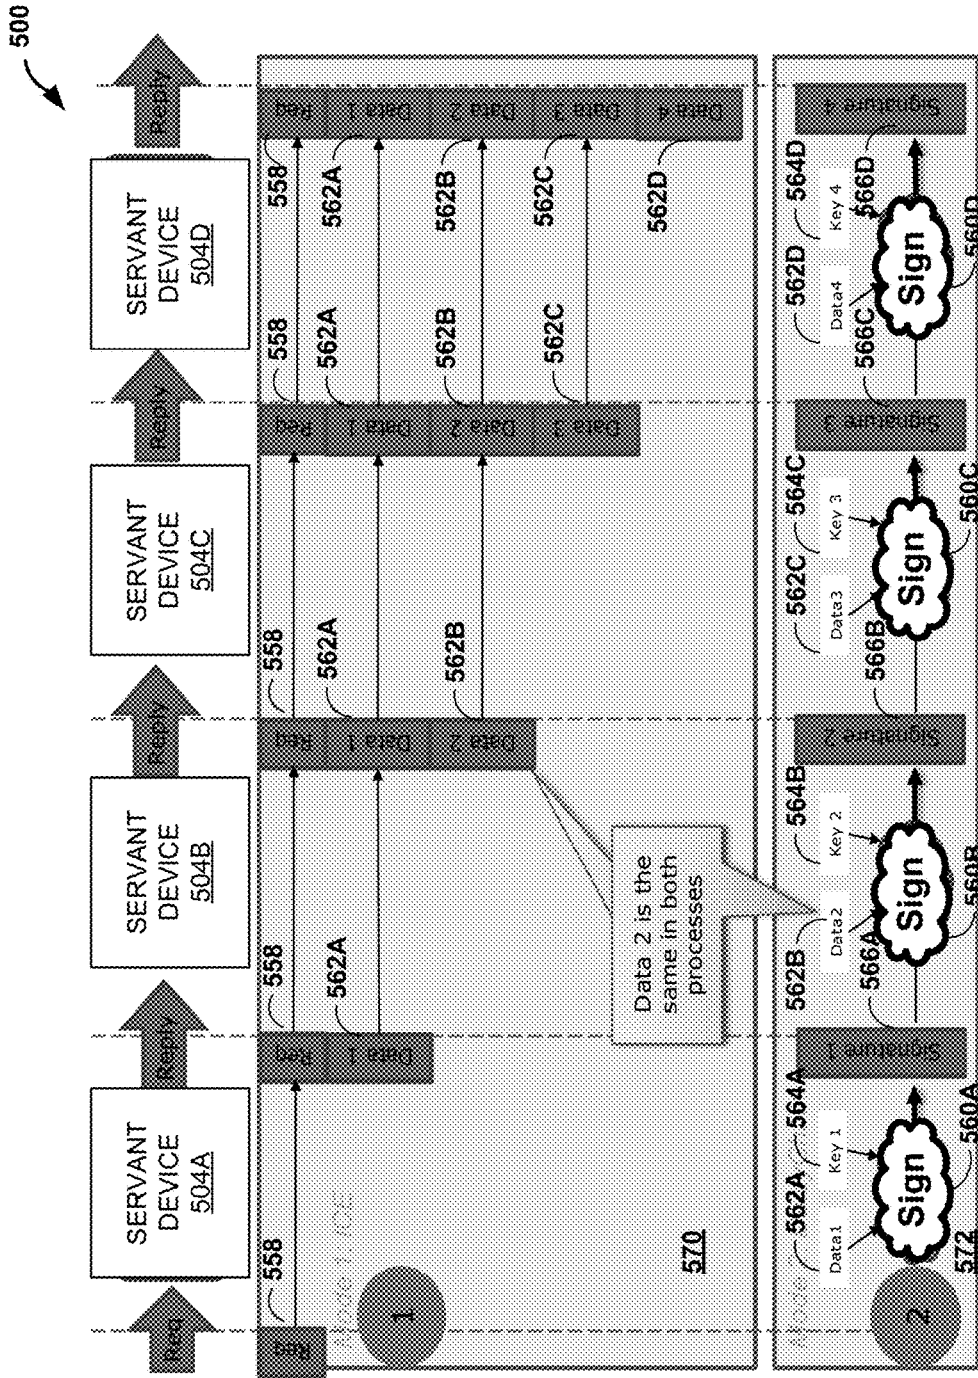 500
Req
SERVANT
DEVICE
504A
Reply
SERVANT
DEVICE
504B
Reply
SERVANT
DEVICE
504C
Reply
SERVANT
DEVICE
504D
Reply
Req
558
Req
Data 1
558
562A
Req
Data 1
Data 2
558
562A
562B
Req
Data 1
Data 2
Data 3
558
562A
562B
562C
558
562A
562B
562C
562D
Req
Data 1
Data 2
Data 3
Data 4
1
570
Data 2 is the
same in both
processes
2
572
562A
564A
Data1
Key 1
Sign
560A
Signature 1
566A
562B
564B
Data2
Key 2
Sign
560B
Signature 2
566B
562C
564C
Data3
Key 3
Sign
560C
Signature 3
566C
562D
564D
Data4
Key 4
Sign
560D
Signature 4
566D